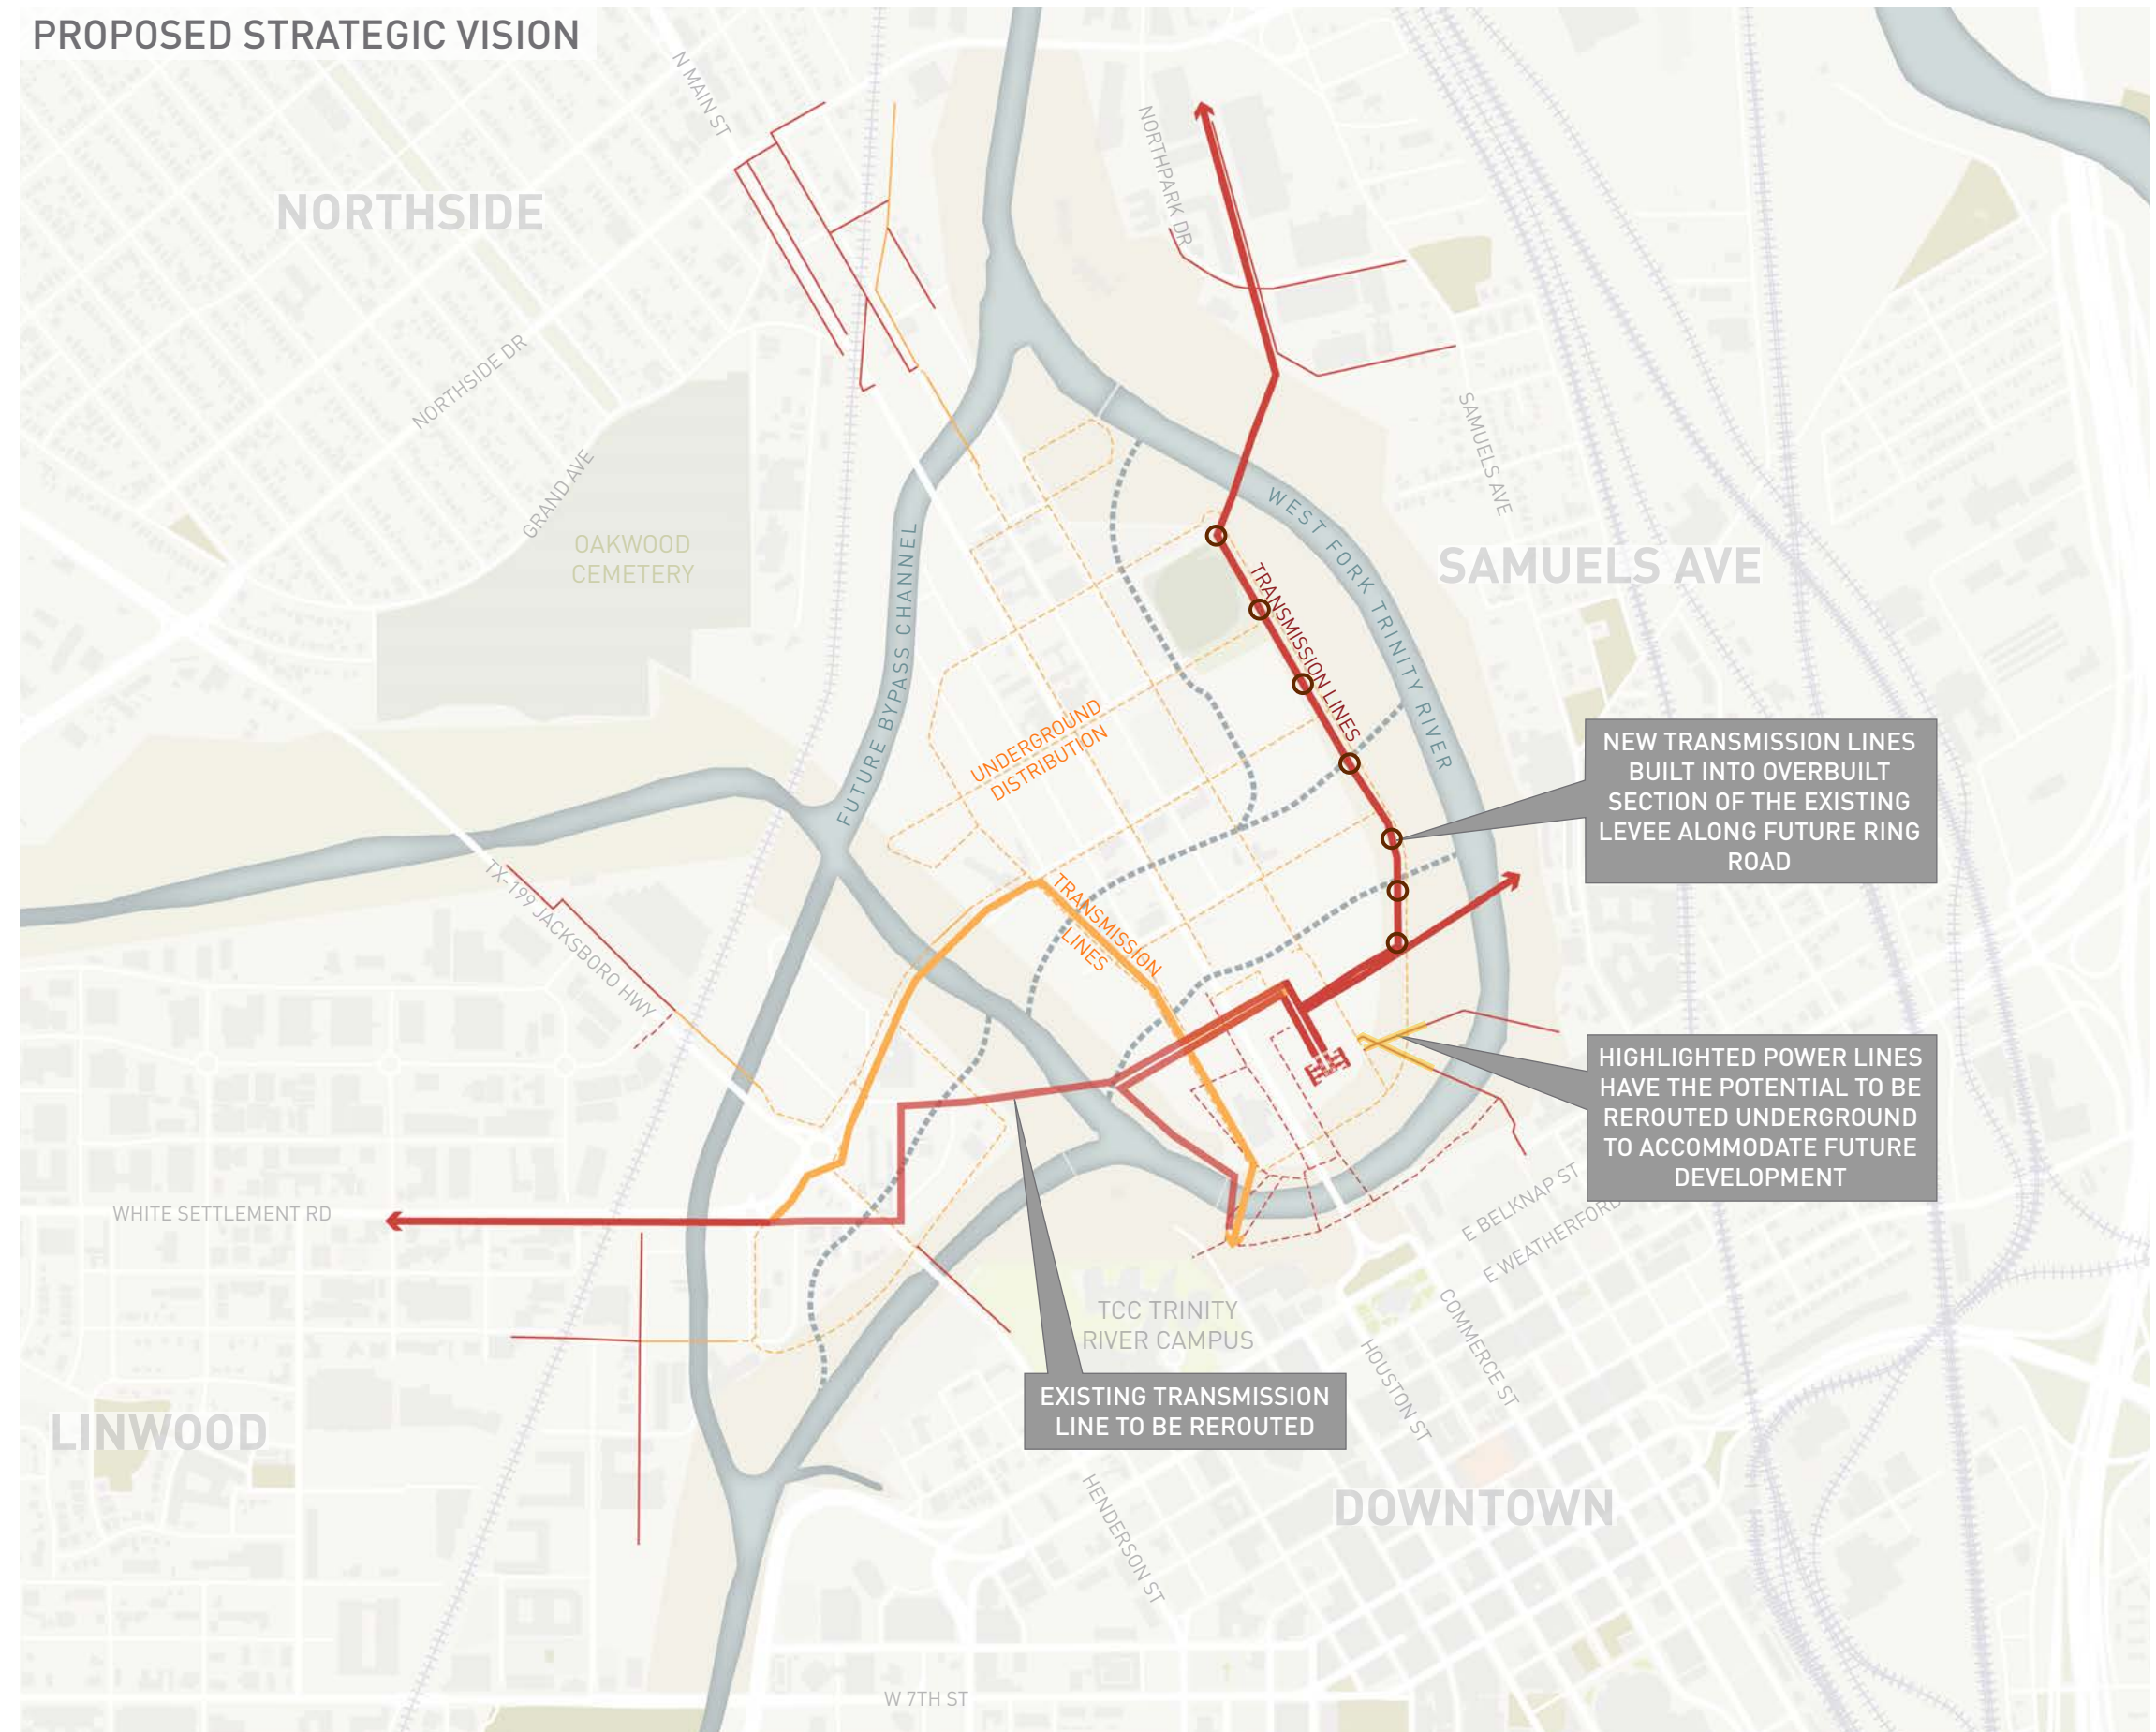 PROPOSED STRATEGIC VISION
N MAIN ST
NORTHPARK DR
NORTHSIDE
NORTHSIDE DR
GRAND AVE
OAKWOOD
CEMETERY
SAMUELS AVE
WEST FORK TRINITY RIVER
SAMUELS AVE
FUTURE BYPASS CHANNEL
TRANSMISSION LINES
UNDERGROUND
DISTRIBUTION
NEW TRANSMISSION LINES
BUILT INTO OVERBUILT
SECTION OF THE EXISTING
LEVEE ALONG FUTURE RING
ROAD
TX-199 JACKSBORO HWY
TRANSMISSION
LINES
HIGHLIGHTED POWER LINES
HAVE THE POTENTIAL TO BE
REROUTED UNDERGROUND
TO ACCOMMODATE FUTURE
DEVELOPMENT
WHITE SETTLEMENT RD
E BELKNAP ST
E WEATHERFORD
TCC TRINITY
RIVER CAMPUS
COMMERCE ST
HOUSTON ST
EXISTING TRANSMISSION
LINE TO BE REROUTED
LINWOOD
HENDERSON ST
DOWNTOWN
W 7TH ST